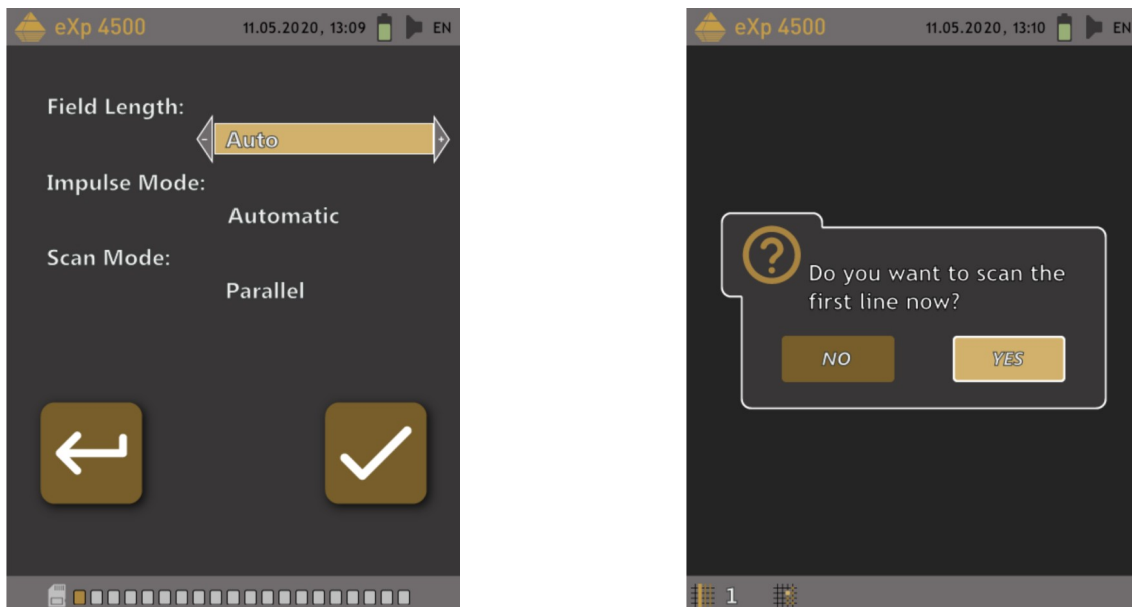 eXp 4500 11.05.2020, 13:09 EN
Field Length:
- Auto +
Impulse Mode:
Automatic
Scan Mode:
Parallel
eXp 4500 11.05.2020, 13:10 EN
Do you want to scan the
first line now?
NO YES
1